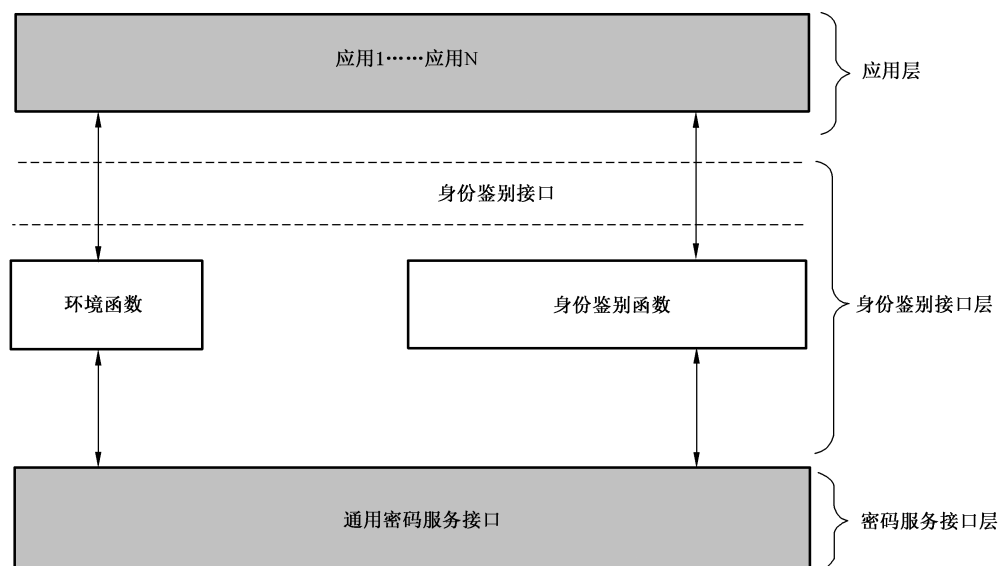 应用1……应用N
应用层
身份鉴别接口
环境函数
身份鉴别函数
身份鉴别接口层
通用密码服务接口
密码服务接口层